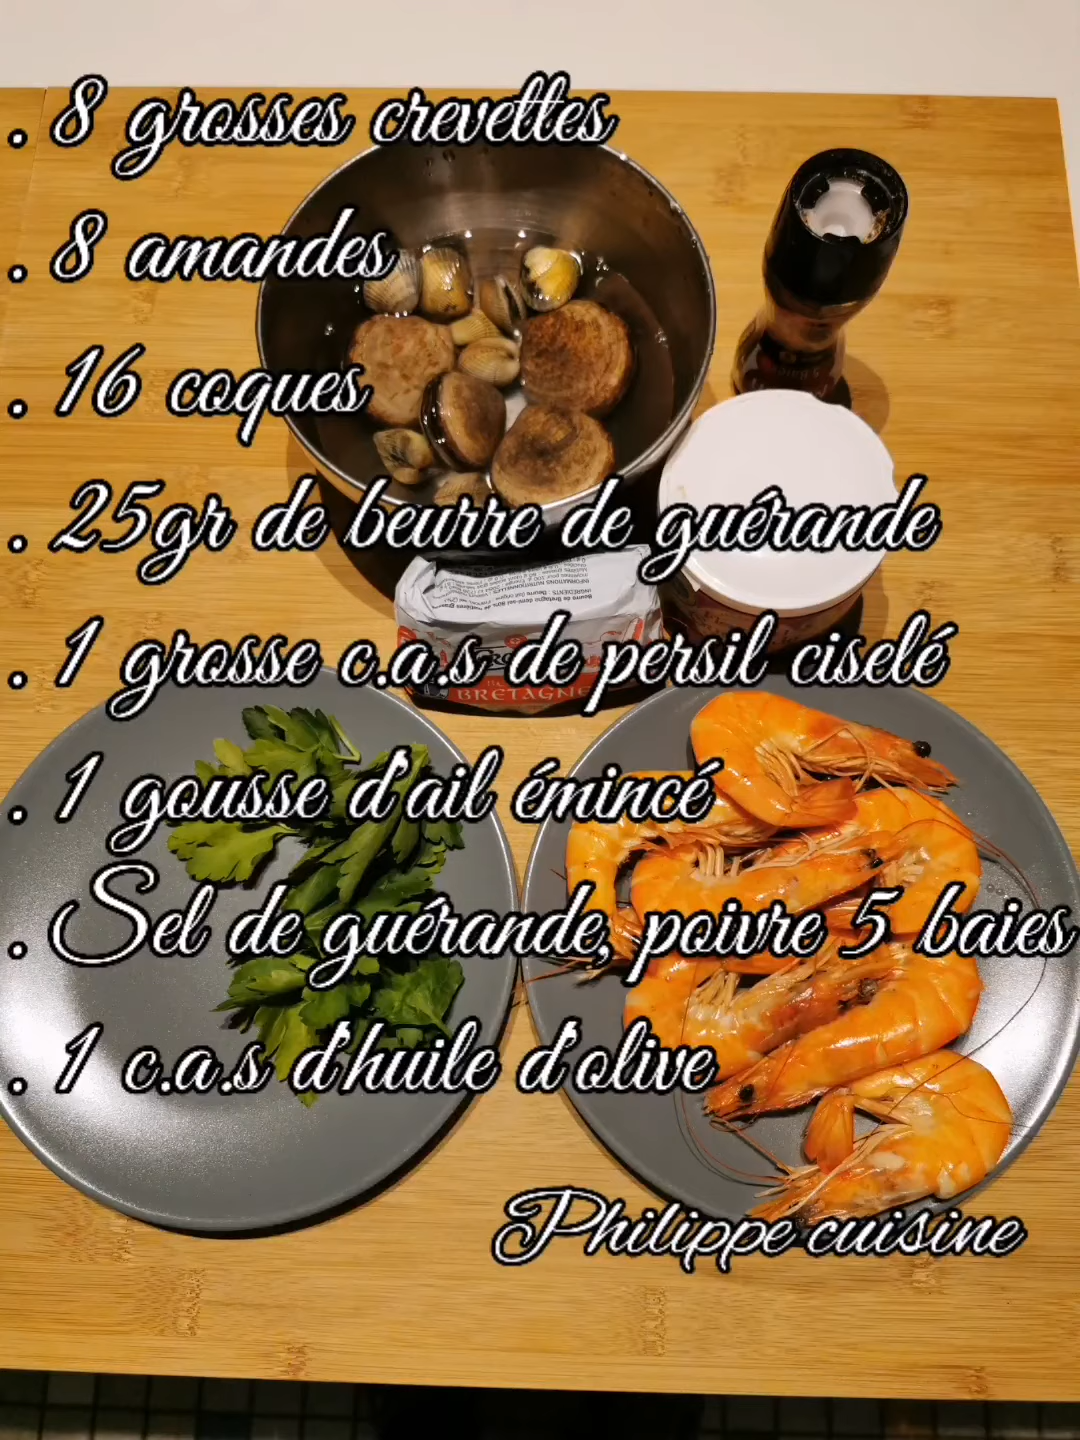 . 8 grosses crevettes
. 8 amandes
. 16 coques
. 25gr de beurre de guérande
. 1 grosse c.a.s de persil ciselé
. 1 gousse d'ail émincé
. Sel de guérande, poivre 5 baies
. 1 c.a.s d'huile d'olive
Philippe cuisine
BRETAGNE